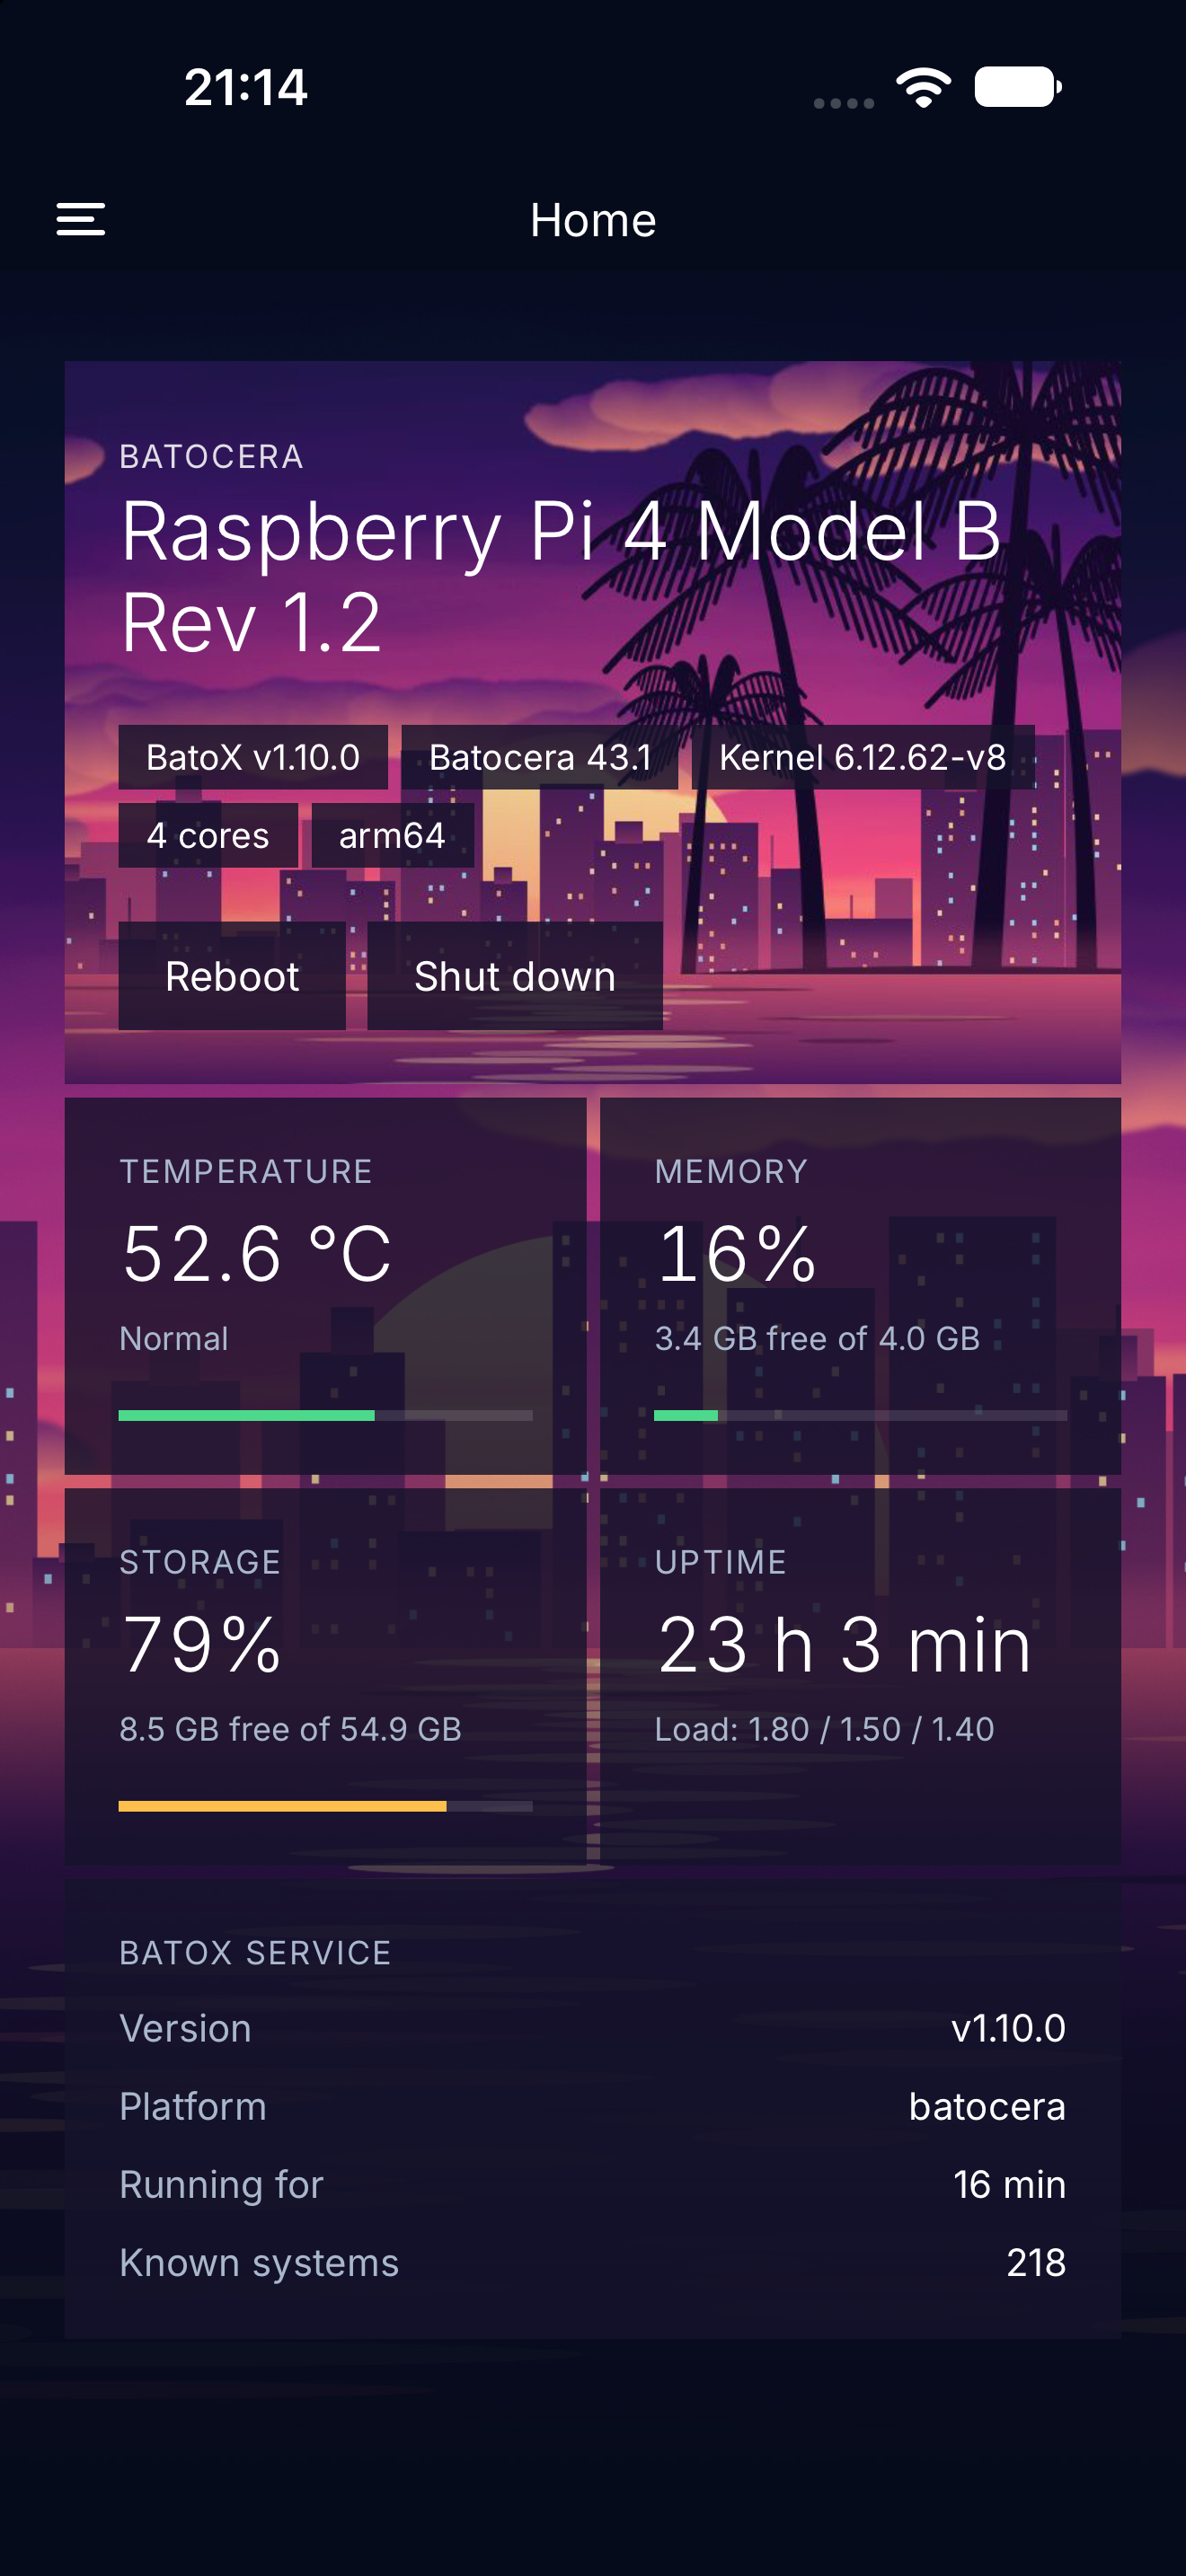 21:14
Home
BATOCERA
Raspberry Pi 4 Model B
Rev 1.2
BatoX v1.10.0
Batocera 43.1
Kernel 6.12.62-v8
4 cores
arm64
Reboot
Shut down
TEMPERATURE
52.6 °C
Normal
MEMORY
16%
3.4 GB free of 4.0 GB
STORAGE
79%
8.5 GB free of 54.9 GB
UPTIME
23 h 3 min
Load: 1.80 / 1.50 / 1.40
BATOX SERVICE
Version v1.10.0
Platform batocera
Running for 16 min
Known systems 218